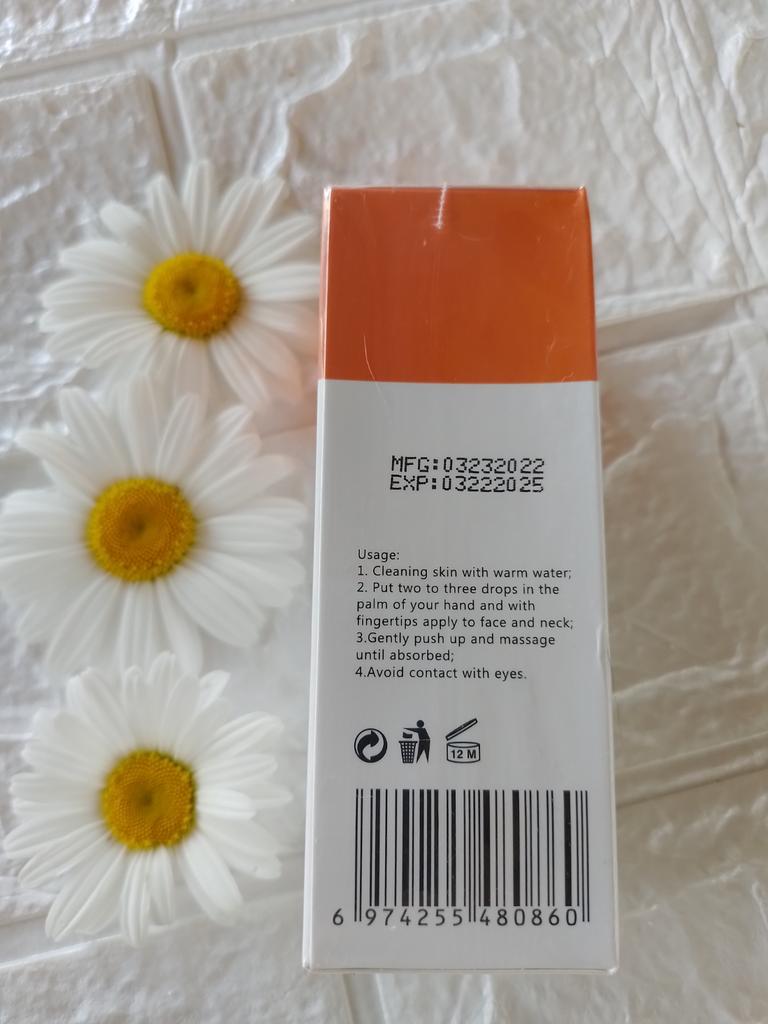 MFG:03232022
EXP:03222025
Usage:
1. Cleaning skin with warm water;
2. Put two to three drops in the
palm of your hand and with
fingertips apply to face and neck;
3.Gently push up and massage
until absorbed;
4.Avoid contact with eyes.
12 M
6 974255 480860